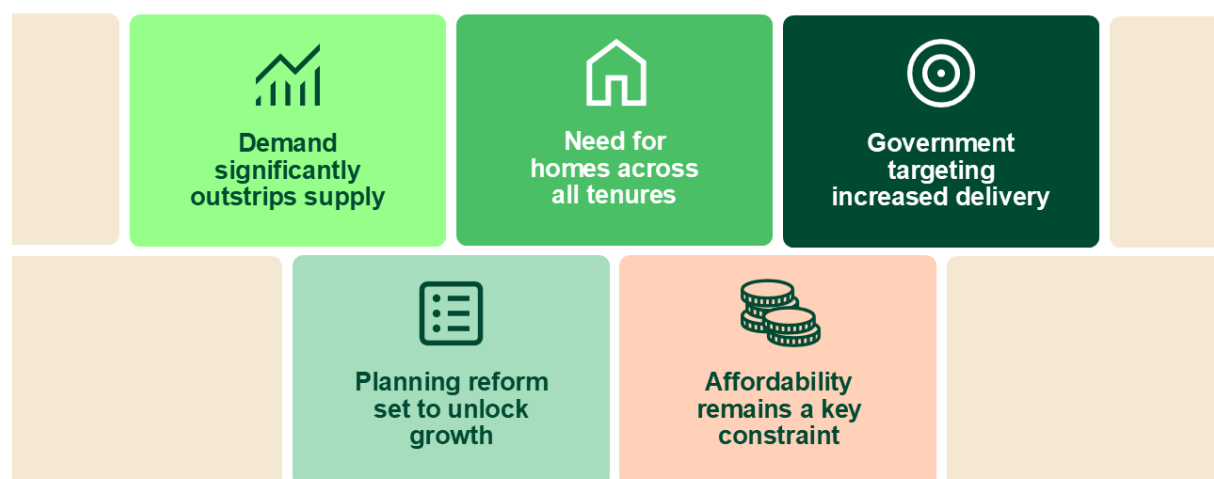 Demand
significantly
outstrips supply
Need for
homes across
all tenures
Government
targeting
increased delivery
Planning reform
set to unlock
growth
Affordability
remains a key
constraint